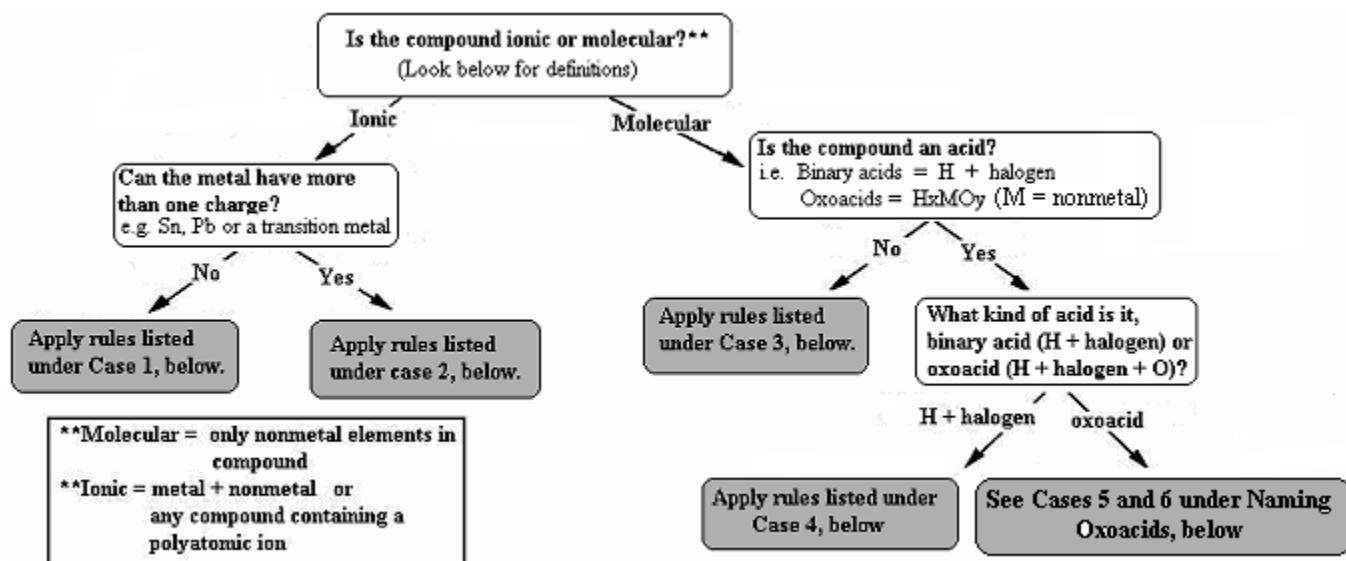 Is the compound ionic or molecular?**
(Look below for definitions)
Ionic
Molecular
Can the metal have more
than one charge?
e.g. Sn, Pb or a transition metal
No
Yes
Apply rules listed
under Case 1, below.
Apply rules listed
under case 2, below.
**Molecular = only nonmetal elements in
compound
**Ionic = metal + nonmetal or
any compound containing a
polyatomic ion
Is the compound an acid?
i.e. Binary acids = H + halogen
Oxoacids = HxMOy (M = nonmetal)
No
Yes
Apply rules listed
under Case 3, below.
What kind of acid is it,
binary acid (H + halogen) or
oxoacid (H + halogen + O)?
H + halogen
oxoacid
Apply rules listed under
Case 4, below
See Cases 5 and 6 under Naming
Oxoacids, below